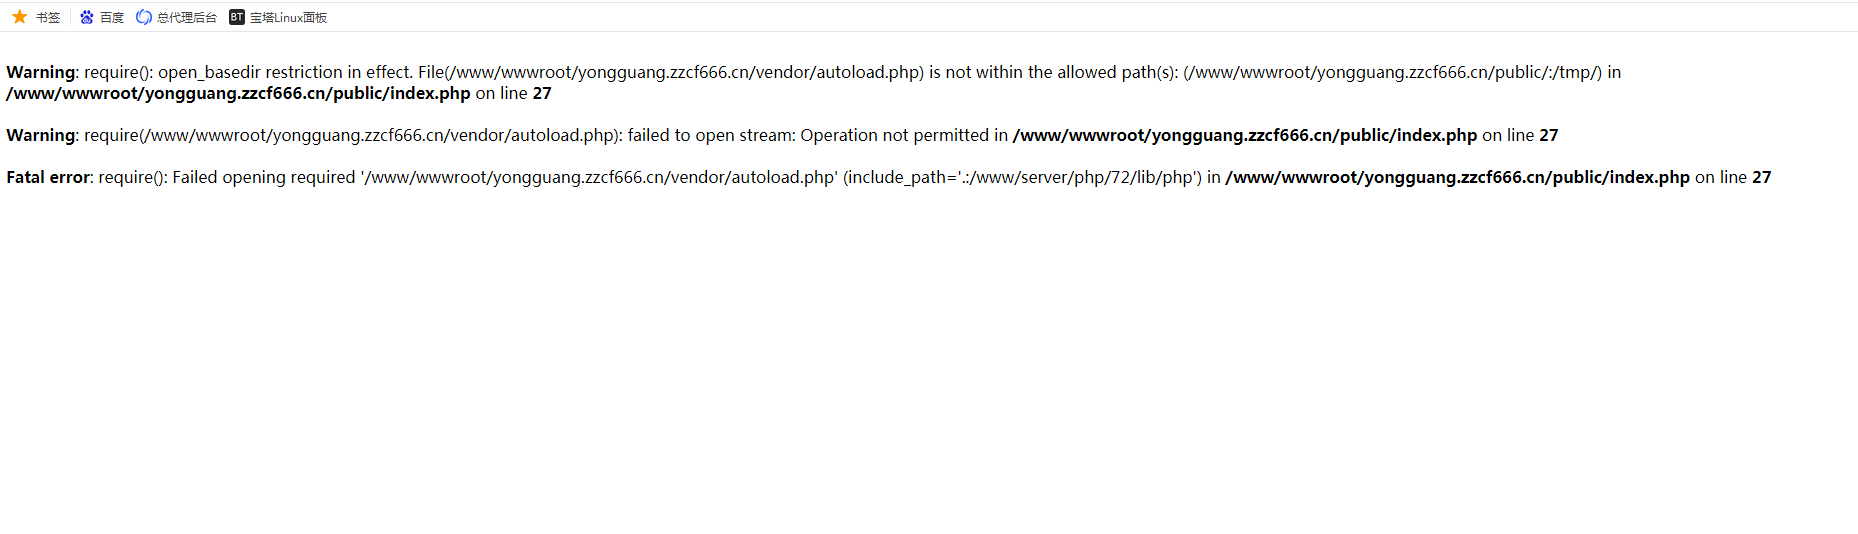 书签 百度 总代理后台 BT 宝塔Linux面板
Warning: require(): open_basedir restriction in effect. File(/www/wwwroot/yongguang.zzcf666.cn/vendor/autoload.php) is not within the allowed path(s): (/www/wwwroot/yongguang.zzcf666.cn/public/:/tmp/) in
/www/wwwroot/yongguang.zzcf666.cn/public/index.php on line 27
Warning: require(/www/wwwroot/yongguang.zzcf666.cn/vendor/autoload.php): failed to open stream: Operation not permitted in /www/wwwroot/yongguang.zzcf666.cn/public/index.php on line 27
Fatal error: require(): Failed opening required '/www/wwwroot/yongguang.zzcf666.cn/vendor/autoload.php' (include_path='.:/www/server/php/72/lib/php') in /www/wwwroot/yongguang.zzcf666.cn/public/index.php on line 27